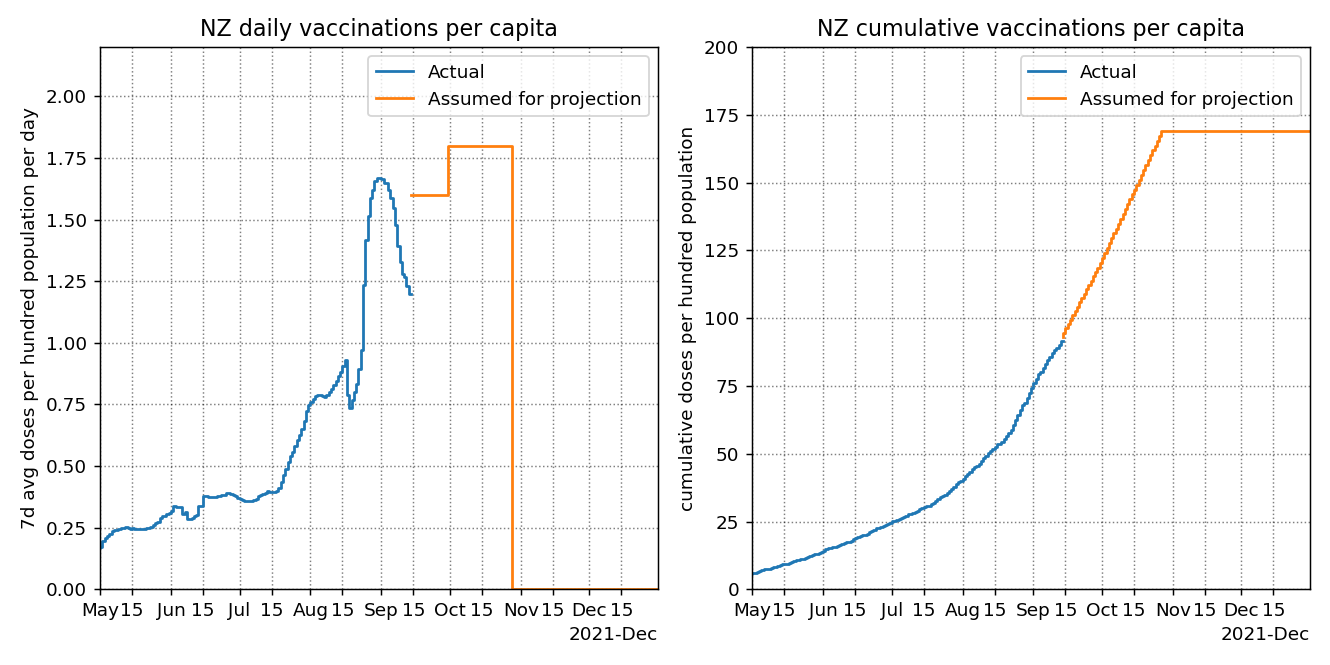 NZ daily vaccinations per capita
7d avg doses per hundred population per day
2.00
1.75
1.50
1.25
1.00
0.75
0.50
0.25
0.00
Actual
Assumed for projection
May 15 Jun 15 Jul 15 Aug 15 Sep 15 Oct 15 Nov 15 Dec 15
2021-Dec
NZ cumulative vaccinations per capita
cumulative doses per hundred population
200
175
150
125
100
75
50
25
0
Actual
Assumed for projection
May 15 Jun 15 Jul 15 Aug 15 Sep 15 Oct 15 Nov 15 Dec 15
2021-Dec